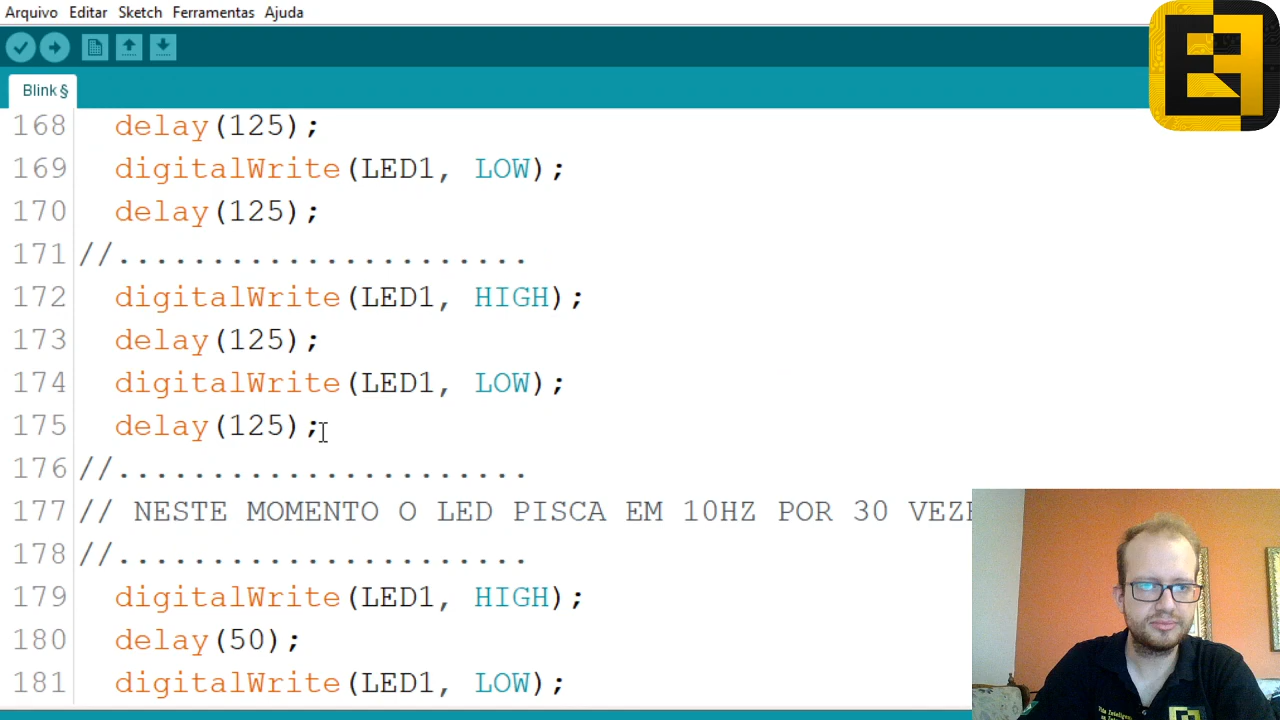 Arquivo Editar Sketch Ferramentas Ajuda
Blink §
168 delay(125);
169 digitalWrite(LED1, LOW);
170 delay(125);
171 //......................
172 digitalWrite(LED1, HIGH);
173 delay(125);
174 digitalWrite(LED1, LOW);
175 delay(125);
176 //......................
177 // NESTE MOMENTO O LED PISCA EM 10HZ POR 30
178 //......................
179 digitalWrite(LED1, HIGH);
180 delay(50);
181 digitalWrite(LED1, LOW);